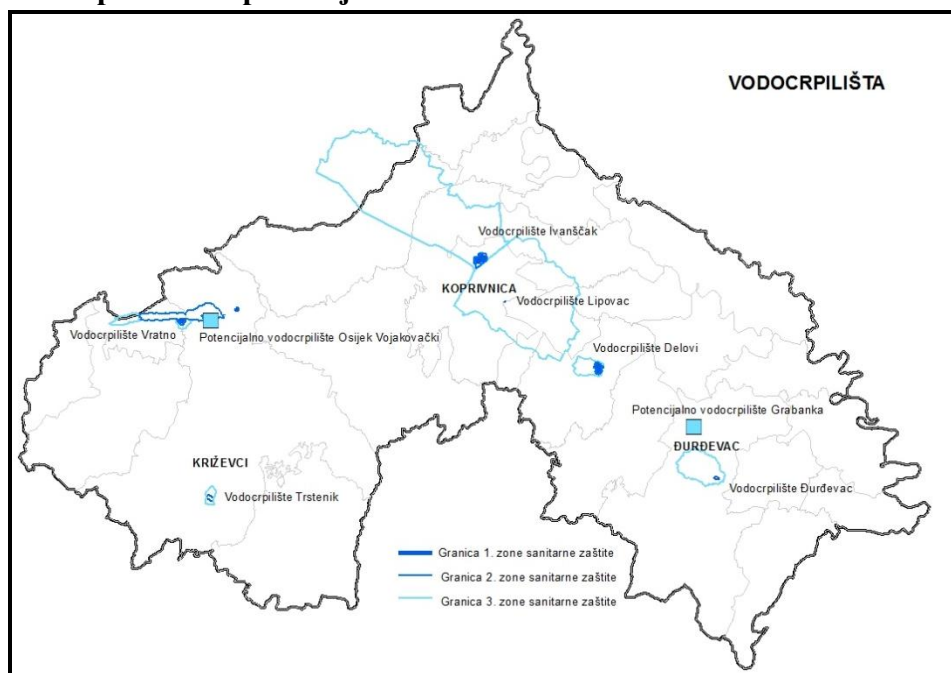 VODOCRPILIŠTA
Vodocrpilište Ivanščak
KOPRIVNICA
Vodocrpilište Lipovac
Vodocrpilište Vratno
Potencijalno vodocrpilište Osijek Vojakovački
Vodocrpilište Delovi
Potencijalno vodocrpilište Grabanka
ĐURĐEVAC
KRIŽEVCI
Vodocrpilište Đurđevac
Vodocrpilište Trstenik
Granica 1. zone sanitarne zaštite
Granica 2. zone sanitarne zaštite
Granica 3. zone sanitarne zaštite